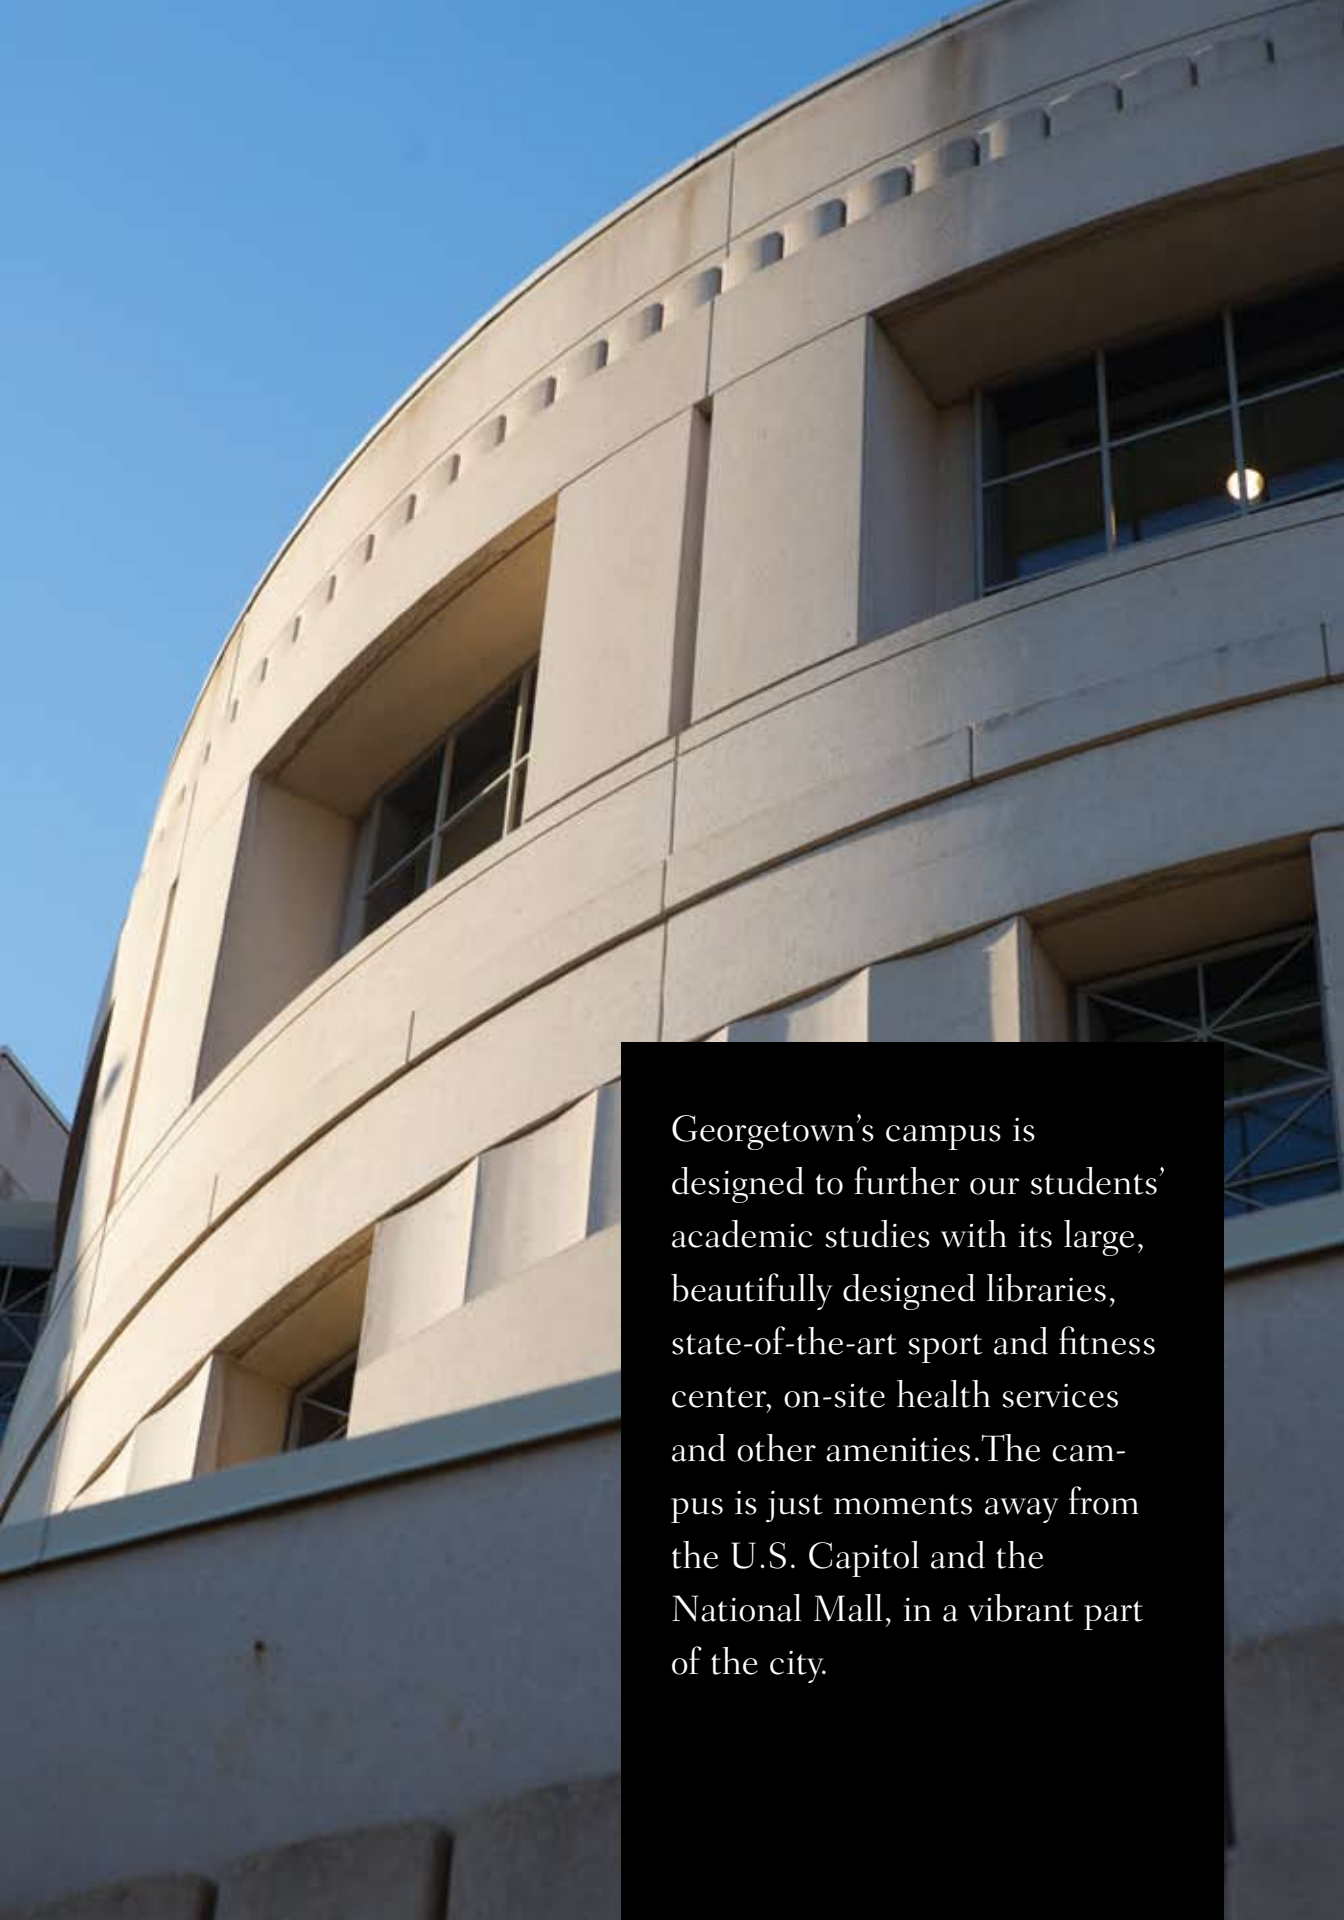 Georgetown’s campus is
designed to further our students’
academic studies with its large,
beautifully designed libraries,
state-of-the-art sport and fitness
center, on-site health services
and other amenities.The cam-
pus is just moments away from
the U.S. Capitol and the
National Mall, in a vibrant part
of the city.